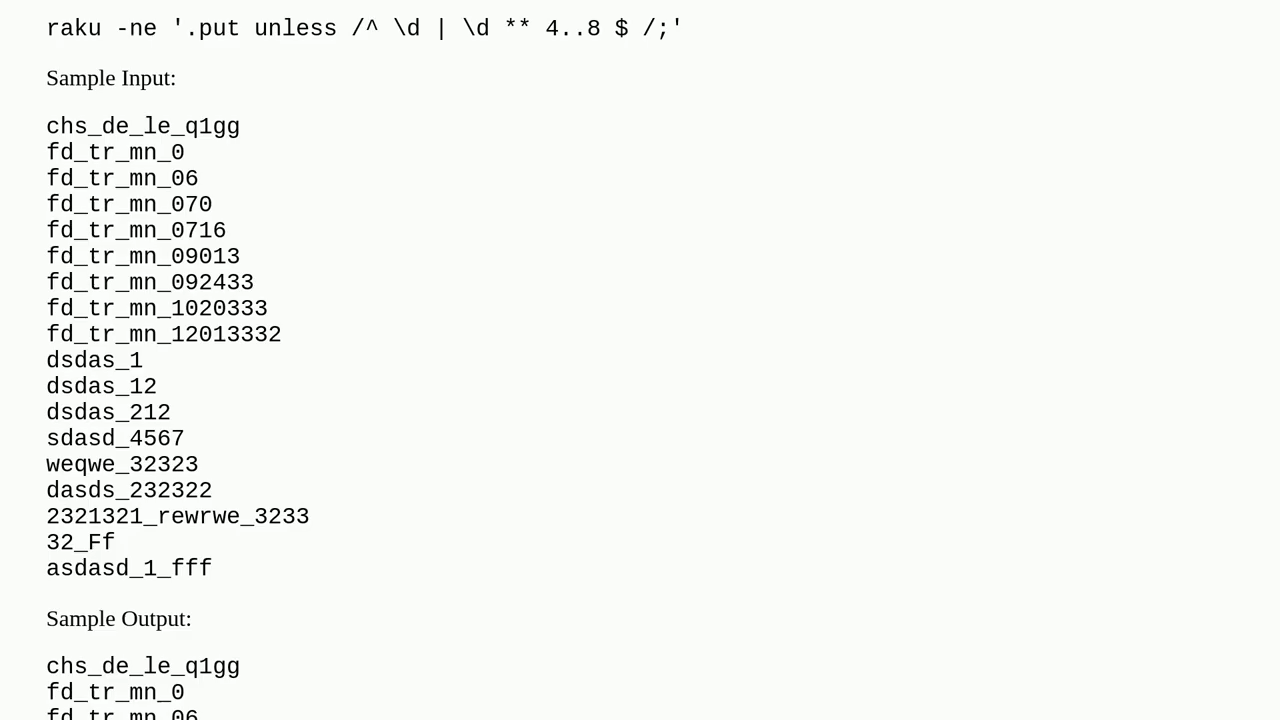 raku -ne '.put unless /^ \d | \d ** 4..8 $ /;'
Sample Input:
chs_de_le_q1gg
fd_tr_mn_0
fd_tr_mn_06
fd_tr_mn_070
fd_tr_mn_0716
fd_tr_mn_09013
fd_tr_mn_092433
fd_tr_mn_1020333
fd_tr_mn_12013332
dsdas_1
dsdas_12
dsdas_212
sdasd_4567
weqwe_32323
dasds_232322
2321321_rewrwe_3233
32_Ff
asdasd_1_fff
Sample Output:
chs_de_le_q1gg
fd_tr_mn_0
fd_tr_mn_06